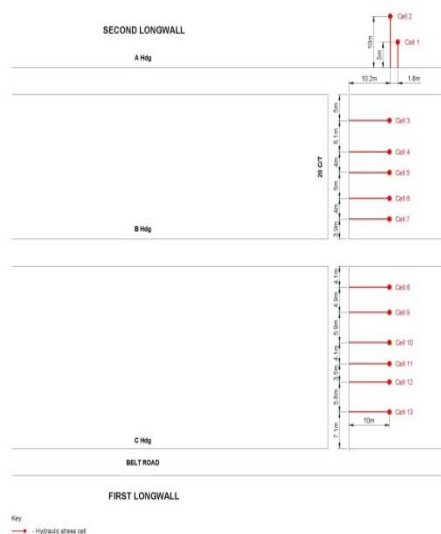 SECOND LONGWALL
A Hdg
Cell 2
Cell 1
10m
5m
10.2m
1.8m
5m
Cell 3
6.1m
Cell 4
4m
Cell 5
20 C/T
5m
Cell 6
4m
Cell 7
3.9m
B Hdg
4.1m
Cell 8
4.9m
Cell 9
5.9m
Cell 10
4.1m
Cell 11
3.5m
Cell 12
5.8m
Cell 13
10m
7.1m
C Hdg
BELT ROAD
FIRST LONGWALL
Key:
- Hydraulic stress cell